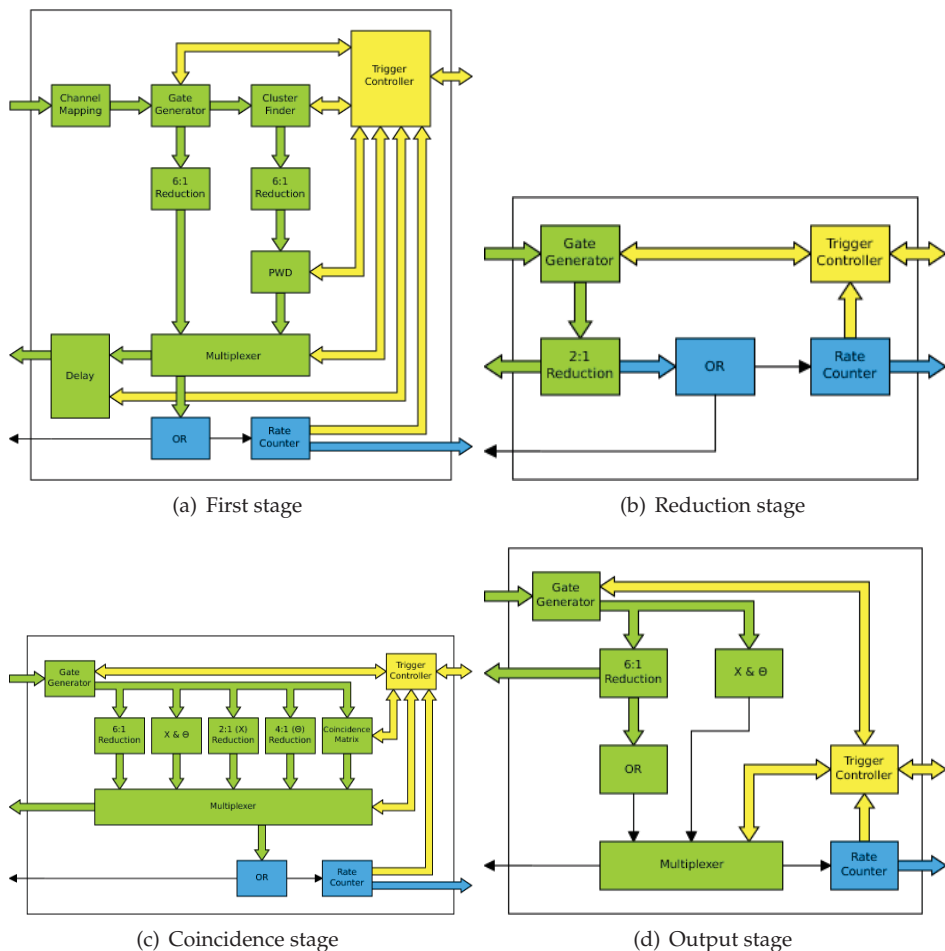 Trigger
Controller
Channel
Mapping
Gate
Generator
Cluster
Finder
6:1
Reduction
6:1
Reduction
PWD
Multiplexer
Delay
OR
Rate
Counter
(a) First stage
Gate
Generator
Trigger
Controller
2:1
Reduction
OR
Rate
Counter
(b) Reduction stage
Gate
Generator
Trigger
Controller
6:1
Reduction
X & Θ
2:1 (X)
Reduction
4:1 (Θ)
Reduction
Coincidence
Matrix
Multiplexer
OR
Rate
Counter
(c) Coincidence stage
Gate
Generator
6:1
Reduction
X & Θ
OR
Trigger
Controller
Multiplexer
Rate
Counter
(d) Output stage